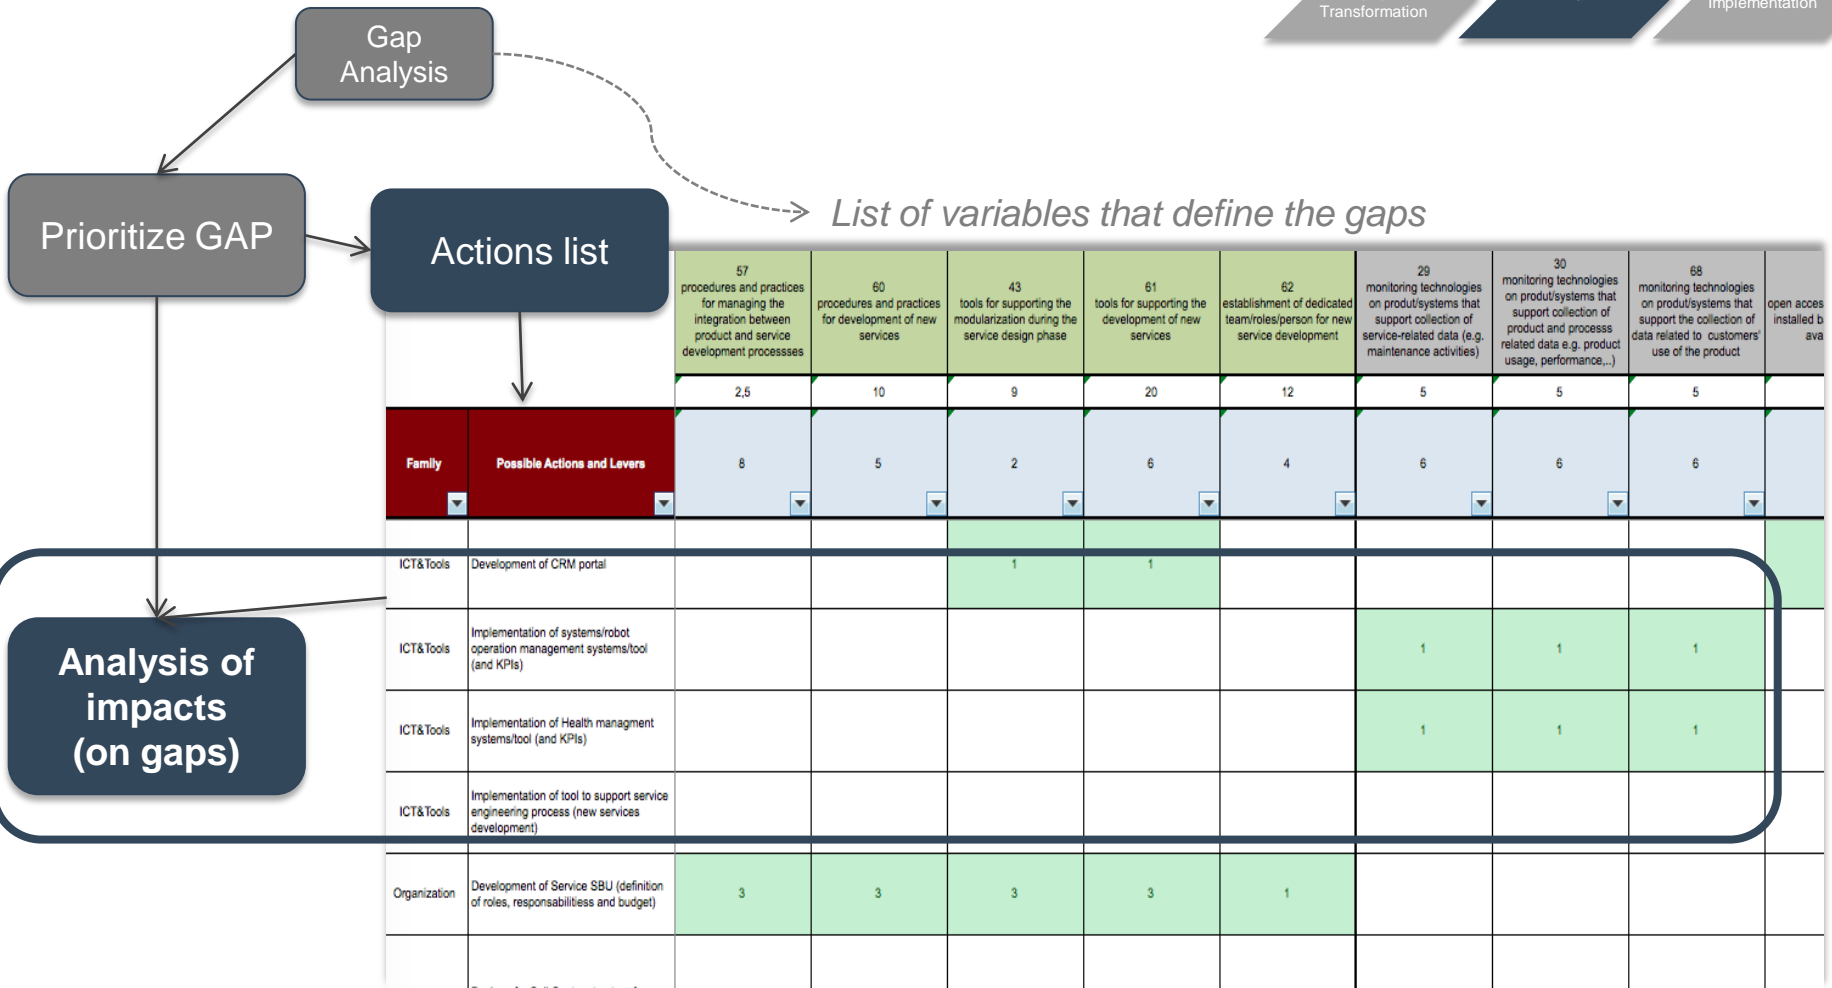 Transformation
Implementation
Gap
Analysis
Prioritize GAP
Actions list
List of variables that define the gaps
57
procedures and practices
for managing the
integration between
product and service
development processses
60
procedures and practices
for development of new
services
43
tools for supporting the
modularization during the
service design phase
61
tools for supporting the
development of new
services
62
establishment of dedicated
team/roles/person for new
service development
29
monitoring technologies
on produt/systems that
support collection of
service-related data (e.g.
maintenance activities)
30
monitoring technologies
on produt/systems that
support collection of
product and processs
related data e.g. product
usage, performance,..)
68
monitoring technologies
on produt/systems that
support the collection of
data related to customers'
use of the product
open acces
installed b
ava
2,5 10 9 20 12 5 5 5
Family Possible Actions and Levers 8 5 2 6 4 6 6 6
ICT&Tools Development of CRM portal 1 1
ICT&Tools
Implementation of systems/robot
operation management systems/tool
(and KPIs)
1 1 1
ICT&Tools
Implementation of Health managment
systems/tool (and KPIs)
1 1 1
ICT&Tools
Implementation of tool to support service
engineering process (new services
development)
Organization
Development of Service SBU (definition
of roles, responsabilitiess and budget)
3 3 3 3 1
Analysis of
impacts
(on gaps)